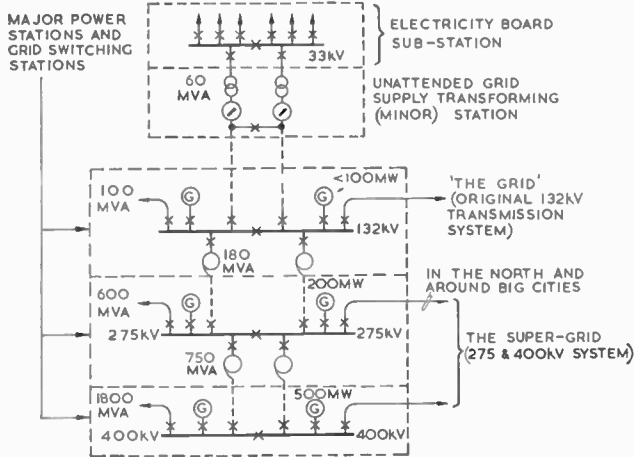 MAJOR POWER
STATIONS AND
GRID SWITCHING
STATIONS
ELECTRICITY BOARD
SUB-STATION
33kV
60
MVA
UNATTENDED GRID
SUPPLY TRANSFORMING
(MINOR) STATION
100
MVA
G
G
<100MW
132kV
'THE GRID'
(ORIGINAL 132kV
TRANSMISSION
SYSTEM)
180
MVA
600
MVA
G
200MW
G
275kV
275kV
IN THE NORTH AND
AROUND BIG CITIES
THE SUPER-GRID
(275 & 400kV SYSTEM)
750
MVA
1800
MVA
G
500MW
G
400kV
400kV